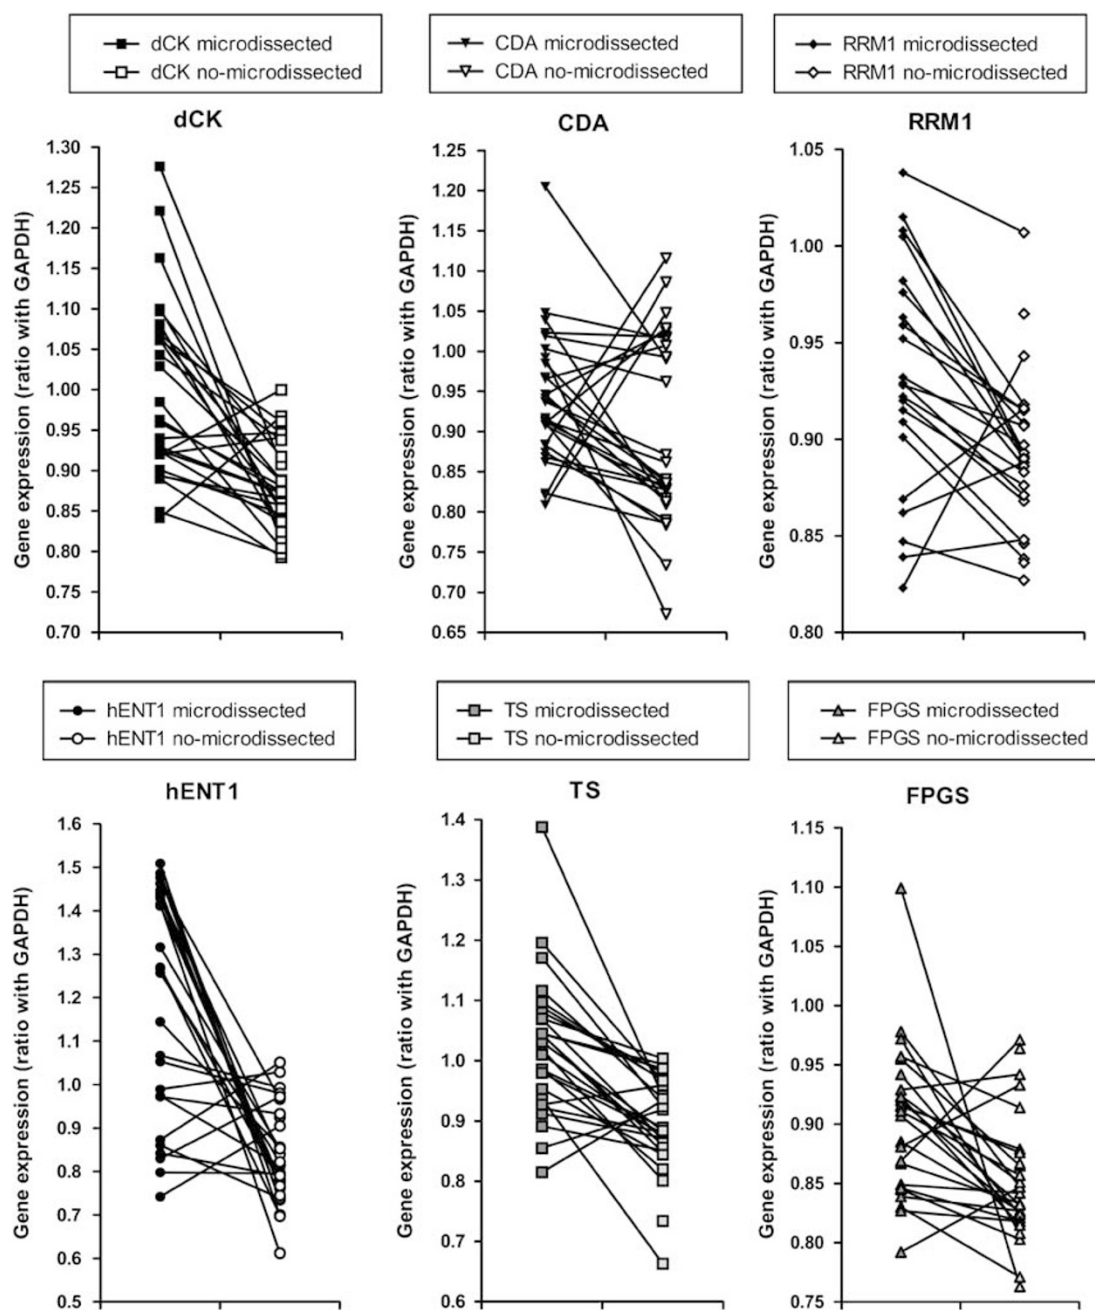 dCK microdissected
dCK no-microdissected
CDA microdissected
CDA no-microdissected
RRM1 microdissected
RRM1 no-microdissected
dCK
Gene expression (ratio with GAPDH)
1.30
1.25
1.20
1.15
1.10
1.05
1.00
0.95
0.90
0.85
0.80
0.75
0.70
CDA
Gene expression (ratio with GAPDH)
1.25
1.20
1.15
1.10
1.05
1.00
0.95
0.90
0.85
0.80
0.75
0.70
0.65
RRM1
Gene expression (ratio with GAPDH)
1.05
1.00
0.95
0.90
0.85
0.80
hENT1 microdissected
hENT1 no-microdissected
TS microdissected
TS no-microdissected
FPGS microdissected
FPGS no-microdissected
hENT1
Gene expression (ratio with GAPDH)
1.6
1.5
1.4
1.3
1.2
1.1
1.0
0.9
0.8
0.7
0.6
0.5
TS
Gene expression (ratio with GAPDH)
1.4
1.3
1.2
1.1
1.0
0.9
0.8
0.7
0.6
FPGS
Gene expression (ratio with GAPDH)
1.15
1.10
1.05
1.00
0.95
0.90
0.85
0.80
0.75